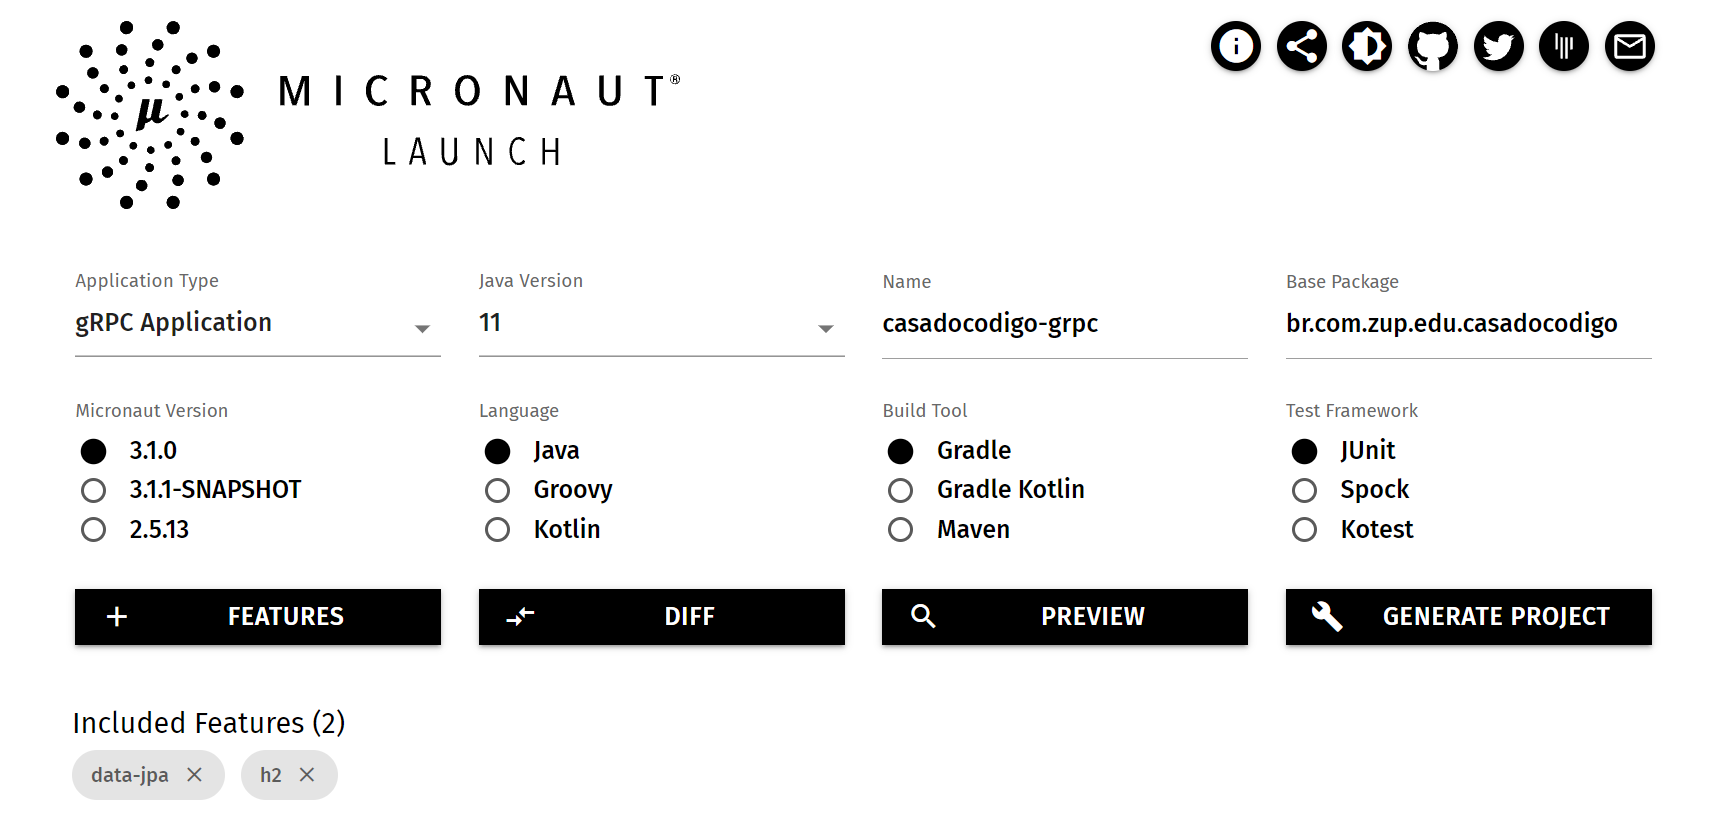 µ
MICRONAUT®
LAUNCH
Application Type
gRPC Application
Java Version
11
Name
casadocodigo-grpc
Base Package
br.com.zup.edu.casadocodigo
Micronaut Version
3.1.0
3.1.1-SNAPSHOT
2.5.13
Language
Java
Groovy
Kotlin
Build Tool
Gradle
Gradle Kotlin
Maven
Test Framework
JUnit
Spock
Kotest
FEATURES
DIFF
PREVIEW
GENERATE PROJECT
Included Features (2)
data-jpa
h2